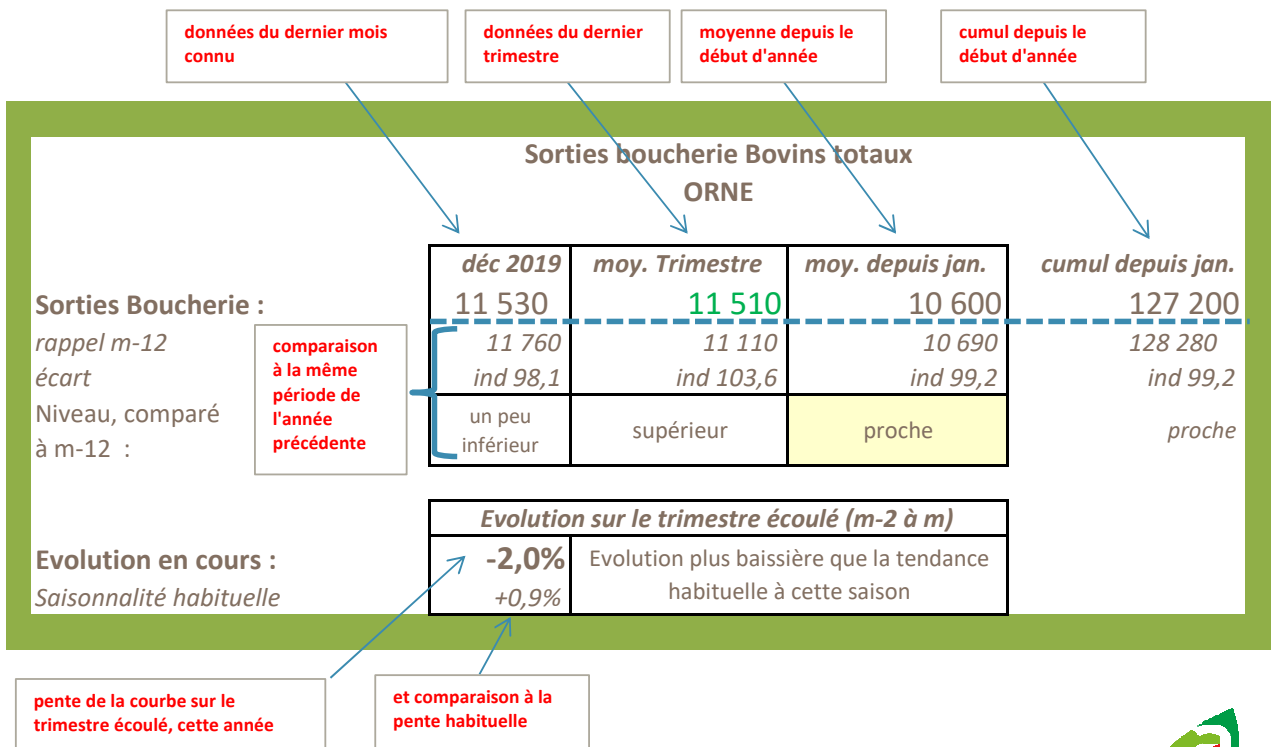 données du dernier mois
connu
données du dernier
trimestre
moyenne depuis le
début d'année
cumul depuis le
début d'année
Sorties boucherie Bovins totaux
ORNE
déc 2019 moy. Trimestre moy. depuis jan. cumul depuis jan.
Sorties Boucherie : 11 530 11 510 10 600 127 200
rappel m-12 11 760 11 110 10 690 128 280
écart ind 98,1 ind 103,6 ind 99,2 ind 99,2
Niveau, comparé
à m-12 :
comparaison
à la même
période de
l'année
précédente
un peu
inférieur
supérieur
proche
proche
Evolution sur le trimestre écoulé (m-2 à m)
Evolution en cours : -2,0%
Saisonnalité habituelle +0,9%
Evolution plus baissière que la tendance
habituelle à cette saison
pente de la courbe sur le
trimestre écoulé, cette année
et comparaison à la
pente habituelle